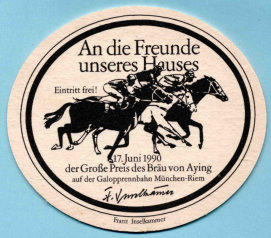 An die Freunde
unseres Hauses
Eintritt frei!
17. Juni 1990
der Große Preis des Bräu von Aying
auf der Galopprennbahn München-Riem
F. Inselkammer
Franz Inselkammer